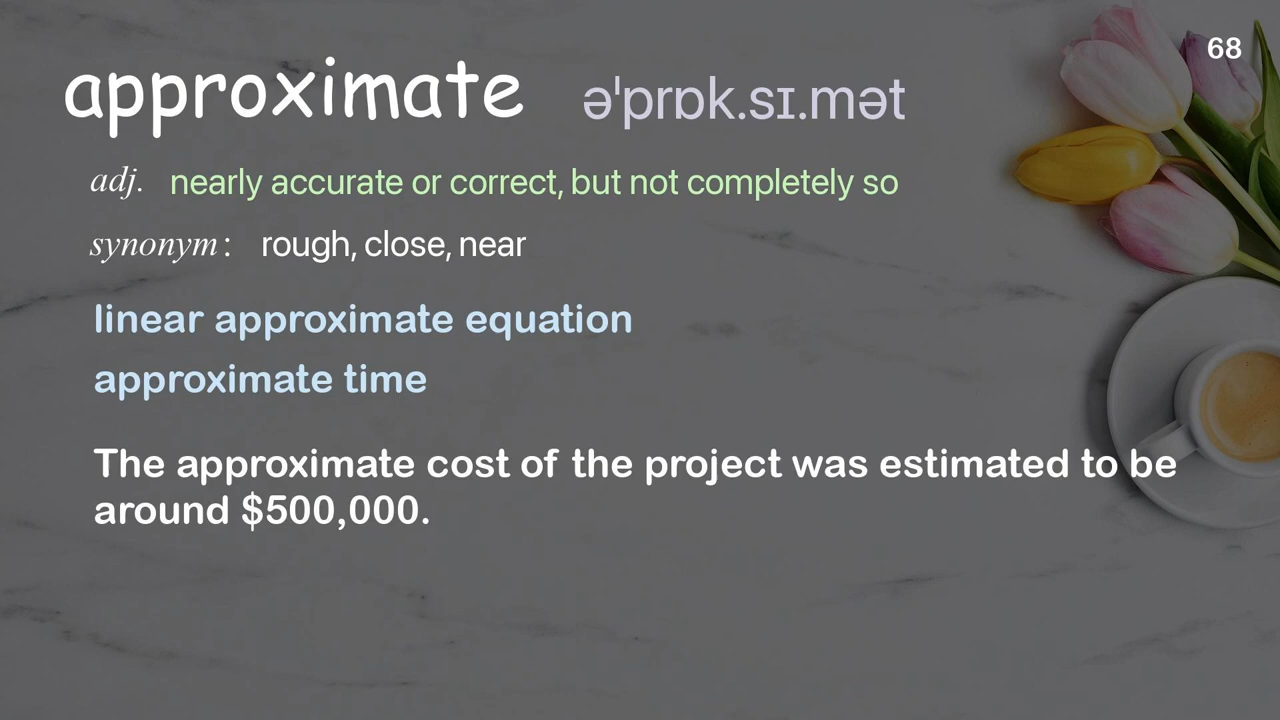 68
approximate əˈprɒk.sɪ.mət
adj. nearly accurate or correct, but not completely so
synonym: rough, close, near
linear approximate equation
approximate time
The approximate cost of the project was estimated to be
around $500,000.